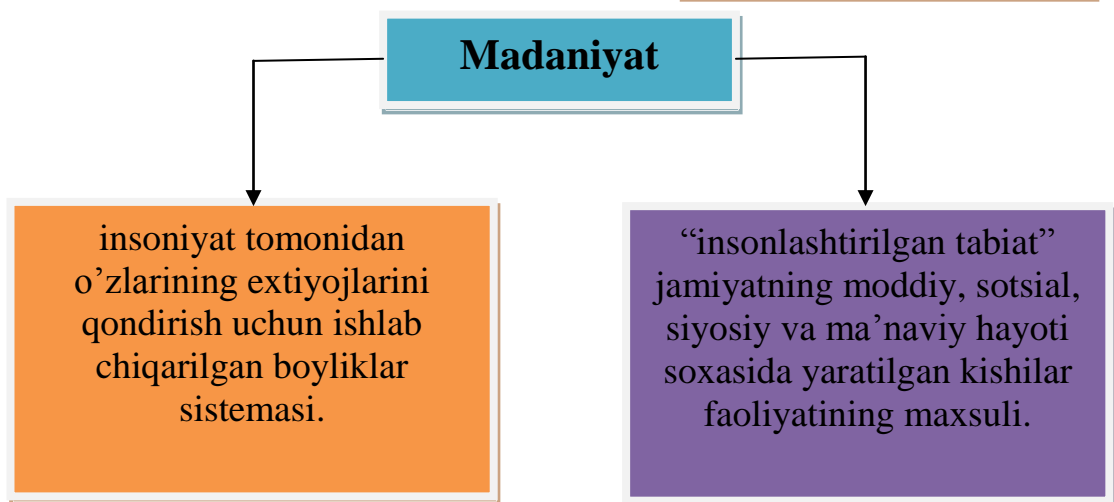 Madaniyat
insoniyat tomonidan
o’zlarining extiyojlarini
qondirish uchun ishlab
chiqarilgan boyliklar
sistemasi.
“insonlashtirilgan tabiat”
jamiyatning moddiy, sotsial,
siyosiy va ma’naviy hayoti
soxasida yaratilgan kishilar
faoliyatining maxsuli.